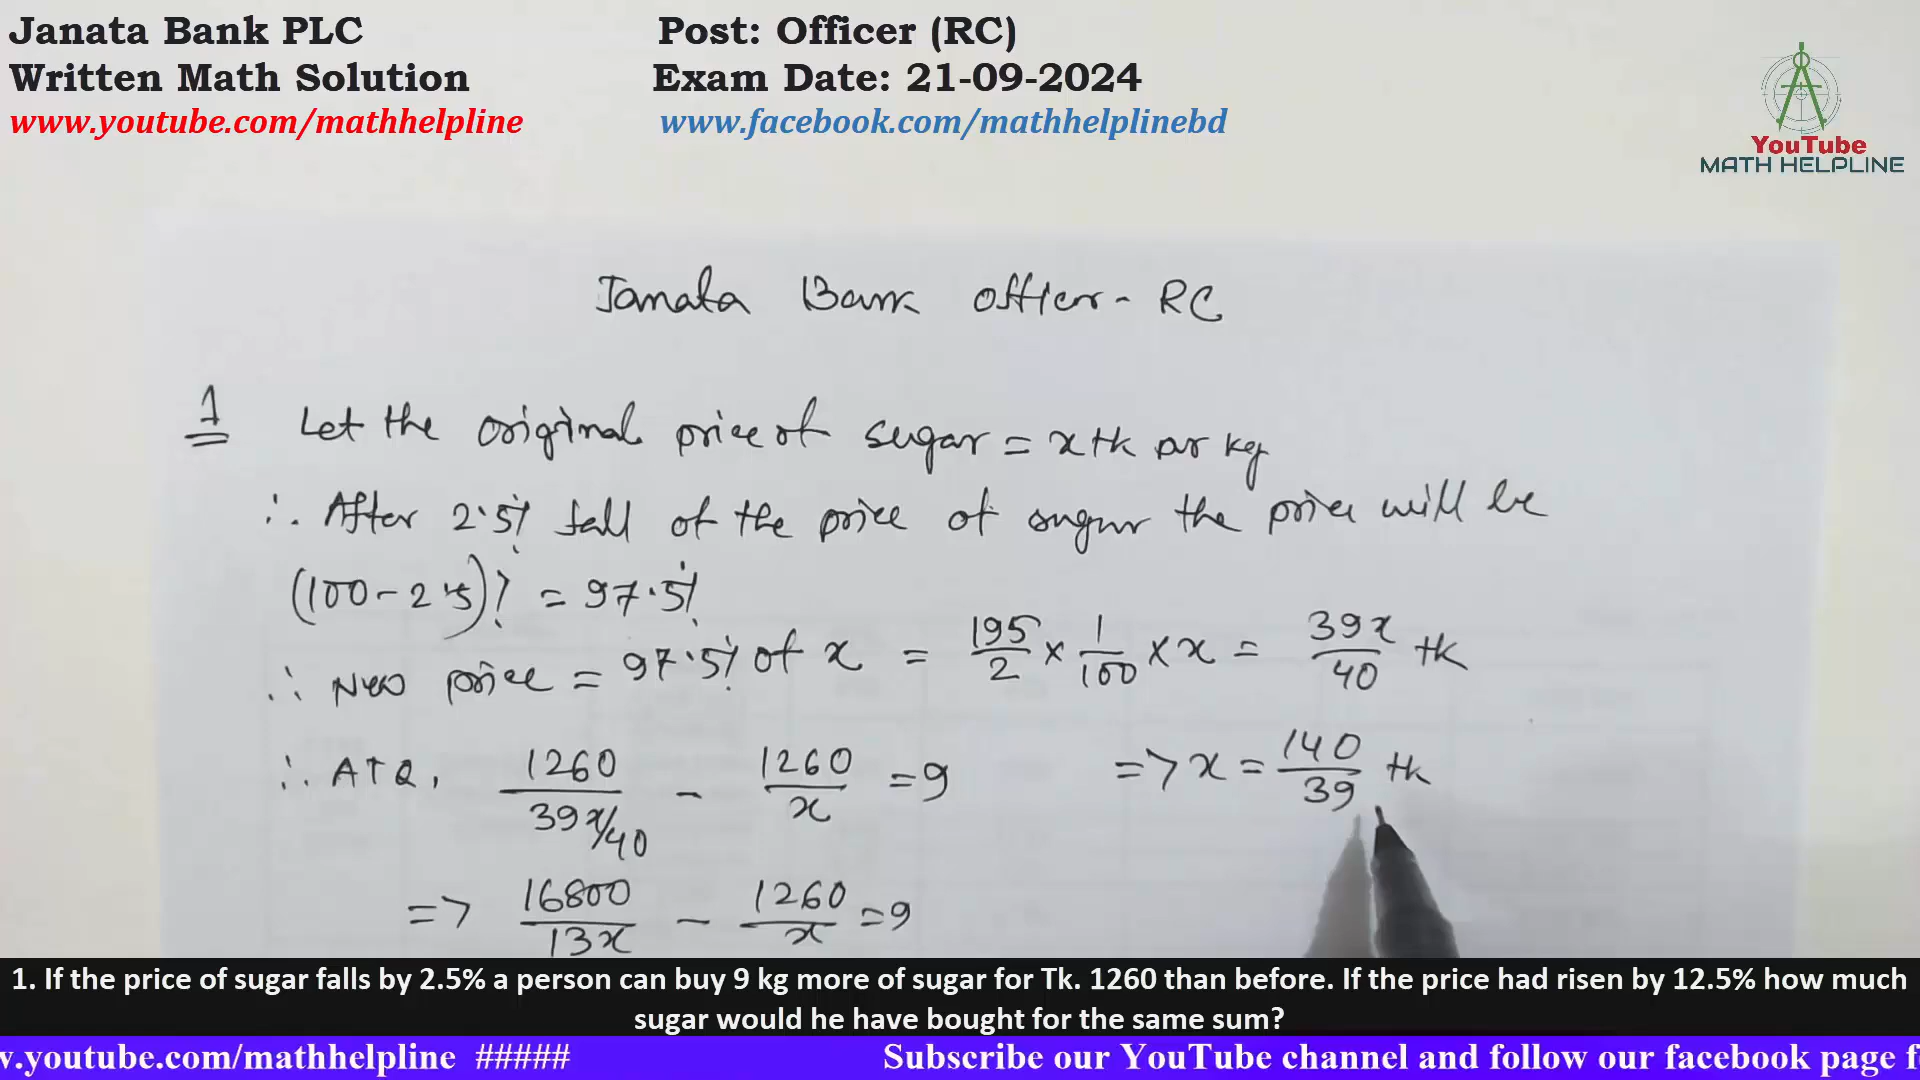 Janata Bank PLC
Post: Officer (RC)
Written Math Solution
Exam Date: 21-09-2024
www.youtube.com/mathhelpline
www.facebook.com/mathhelplinebd
YouTube
MATH HELPLINE
Janata Bank Officer- RC
1 Let the original price of sugar = x tk par kg
∴ After 2.5% fall of the price of sugar the price will be
(100-2.5)% = 97.5%
∴ New price = 97.5% of x = 195/2 × 1/100 × x = 39x/40 tk
∴ ATQ, 1260/(39x/40) - 1260/x = 9
=> x = 140/39 tk
=> 16800/13x - 1260/x = 9
1. If the price of sugar falls by 2.5% a person can buy 9 kg more of sugar for Tk. 1260 than before. If the price had risen by 12.5% how much
sugar would he have bought for the same sum?
.youtube.com/mathhelpline ##### Subscribe our YouTube channel and follow our facebook page f